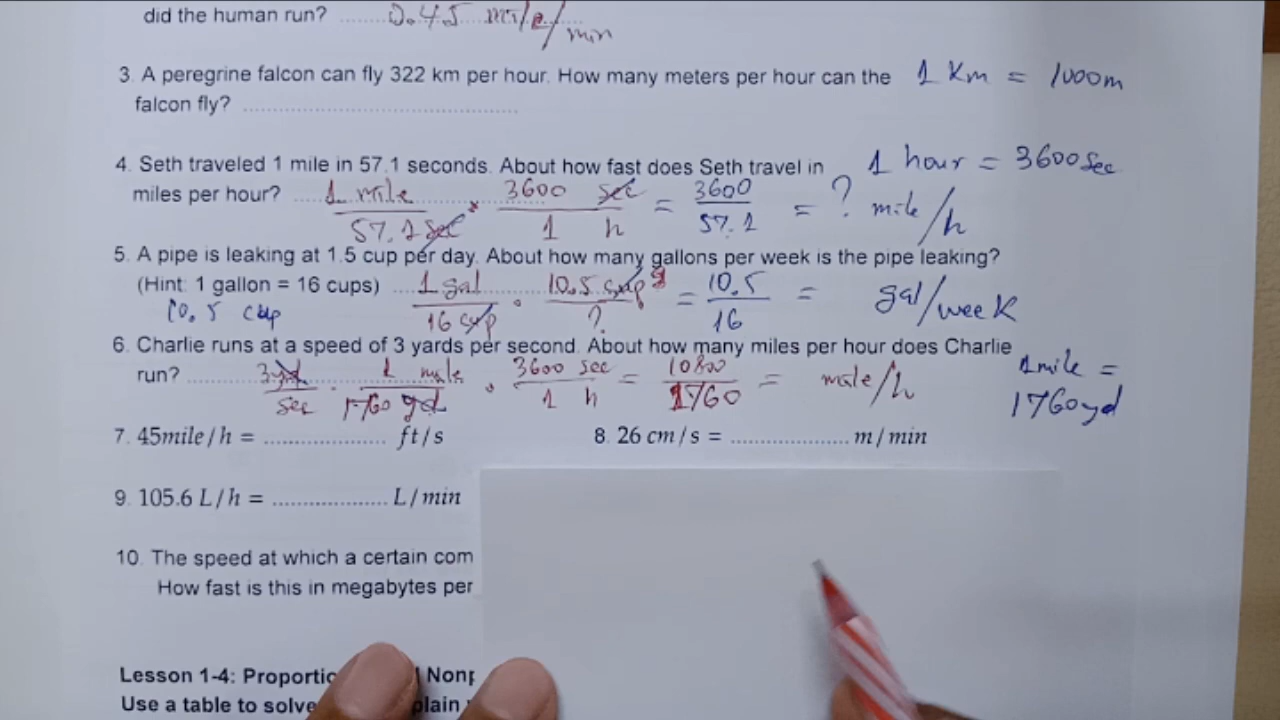 did the human run? .......... 0.45 mile/min
3. A peregrine falcon can fly 322 km per hour. How many meters per hour can the 1 Km = 1000m
falcon fly? ..................................................
4. Seth traveled 1 mile in 57.1 seconds. About how fast does Seth travel in 1 hour = 3600 sec
miles per hour? .... 1 mile / 57.1 sec * 3600 sec / 1 h = 3600 / 57.1 = ? mile/h
5. A pipe is leaking at 1.5 cup per day. About how many gallons per week is the pipe leaking?
(Hint: 1 gallon = 16 cups) .... 1 gal / 16 cup . 10.5 cup / ? = 10.5 / 16 = gal/week
10.5 cup
6. Charlie runs at a speed of 3 yards per second. About how many miles per hour does Charlie 1 mile =
run? .......... 3 yd / sec . 1 mile / 1760 yd . 3600 sec / 1 h = 10800 / 1760 = mile/h 1760 yd
7. 45mile/h = .................. ft/s 8. 26 cm/s = .................. m/min
9. 105.6 L/h = .................. L/min
10. The speed at which a certain com
How fast is this in megabytes per
Lesson 1-4: Proportio Non
Use a table to solve plain